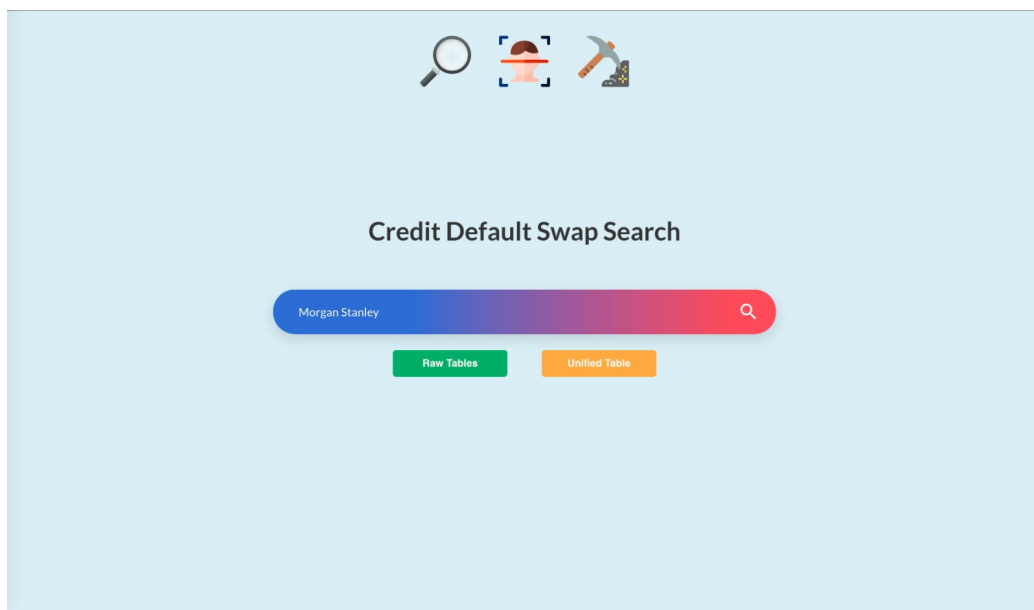 Credit Default Swap Search
Morgan Stanley
Raw Tables
Unified Table